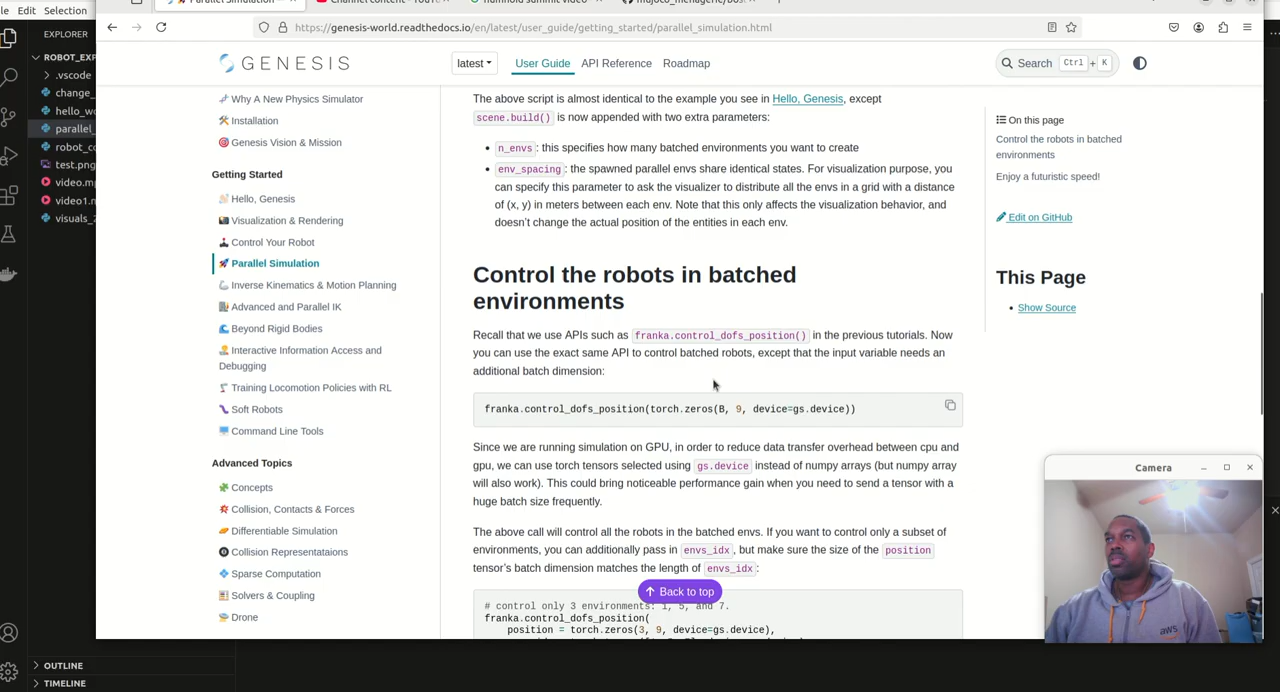 le Edit Selection
Parallel Simulation
EXPLORER
ROBOT_EXP
.vscode
change_
hello_wo
parallel_
robot_co
test.png
video.mp
video1.m
visuals_
OUTLINE
TIMELINE
https://genesis-world.readthedocs.io/en/latest/user_guide/getting_started/parallel_simulation.html
GENESIS
latest
User Guide
API Reference
Roadmap
Search Ctrl + K
Why A New Physics Simulator
Installation
Genesis Vision & Mission
Getting Started
Hello, Genesis
Visualization & Rendering
Control Your Robot
Parallel Simulation
Inverse Kinematics & Motion Planning
Advanced and Parallel IK
Beyond Rigid Bodies
Interactive Information Access and
Debugging
Training Locomotion Policies with RL
Soft Robots
Command Line Tools
Advanced Topics
Concepts
Collision, Contacts & Forces
Differentiable Simulation
Collision Representataions
Sparse Computation
Solvers & Coupling
Drone
The above script is almost identical to the example you see in Hello, Genesis, except
scene.build() is now appended with two extra parameters:
n_envs: this specifies how many batched environments you want to create
env_spacing: the spawned parallel envs share identical states. For visualization purpose, you
can specify this parameter to ask the visualizer to distribute all the envs in a grid with a distance
of (x, y) in meters between each env. Note that this only affects the visualization behavior, and
doesn't change the actual position of the entities in each env.
Control the robots in batched
environments
Recall that we use APIs such as franka.control_dofs_position() in the previous tutorials. Now
you can use the exact same API to control batched robots, except that the input variable needs an
additional batch dimension:
franka.control_dofs_position(torch.zeros(B, 9, device=gs.device))
Since we are running simulation on GPU, in order to reduce data transfer overhead between cpu and
gpu, we can use torch tensors selected using gs.device instead of numpy arrays (but numpy array
will also work). This could bring noticeable performance gain when you need to send a tensor with a
huge batch size frequently.
The above call will control all the robots in the batched envs. If you want to control only a subset of
environments, you can additionally pass in envs_idx, but make sure the size of the position
tensor's batch dimension matches the length of envs_idx:
Back to top
# control only 3 environments: 1, 5, and 7.
franka.control_dofs_position(
position = torch.zeros(3, 9, device=gs.device),
On this page
Control the robots in batched
environments
Enjoy a futuristic speed!
Edit on GitHub
This Page
Show Source
Camera
aws